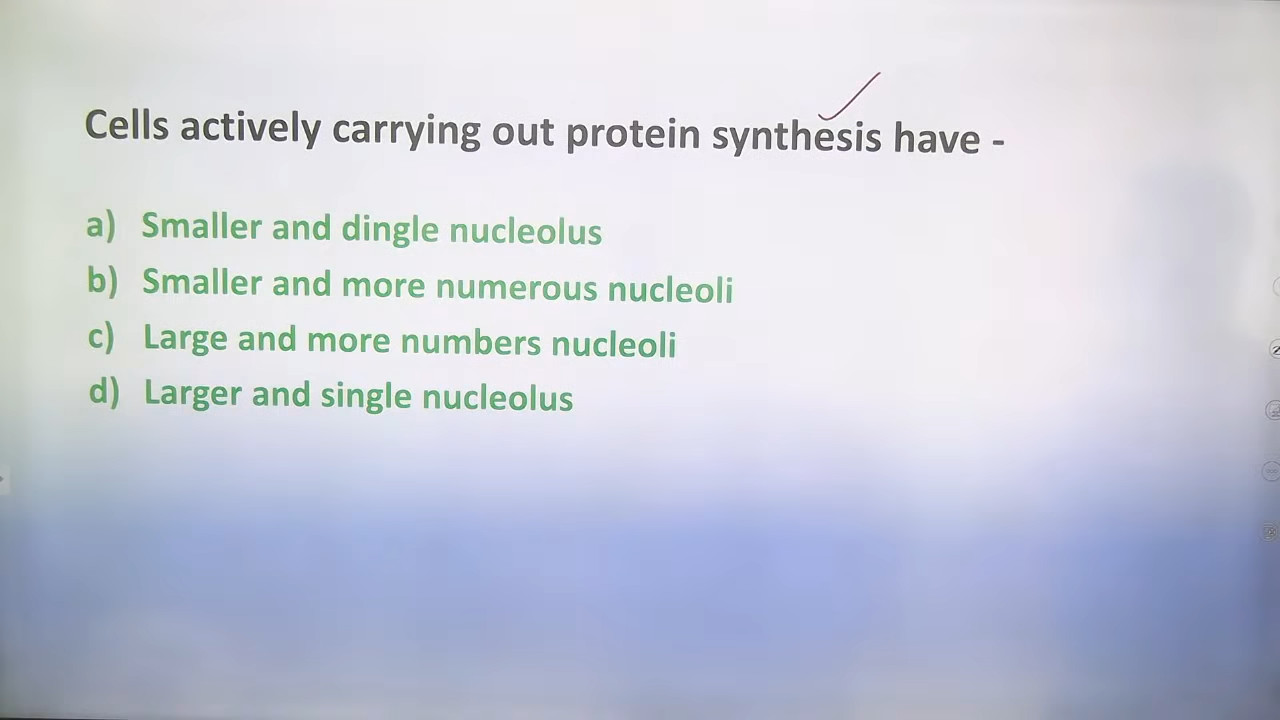 Cells actively carrying out protein synthesis have -
a) Smaller and dingle nucleolus
b) Smaller and more numerous nucleoli
c) Large and more numbers nucleoli
d) Larger and single nucleolus